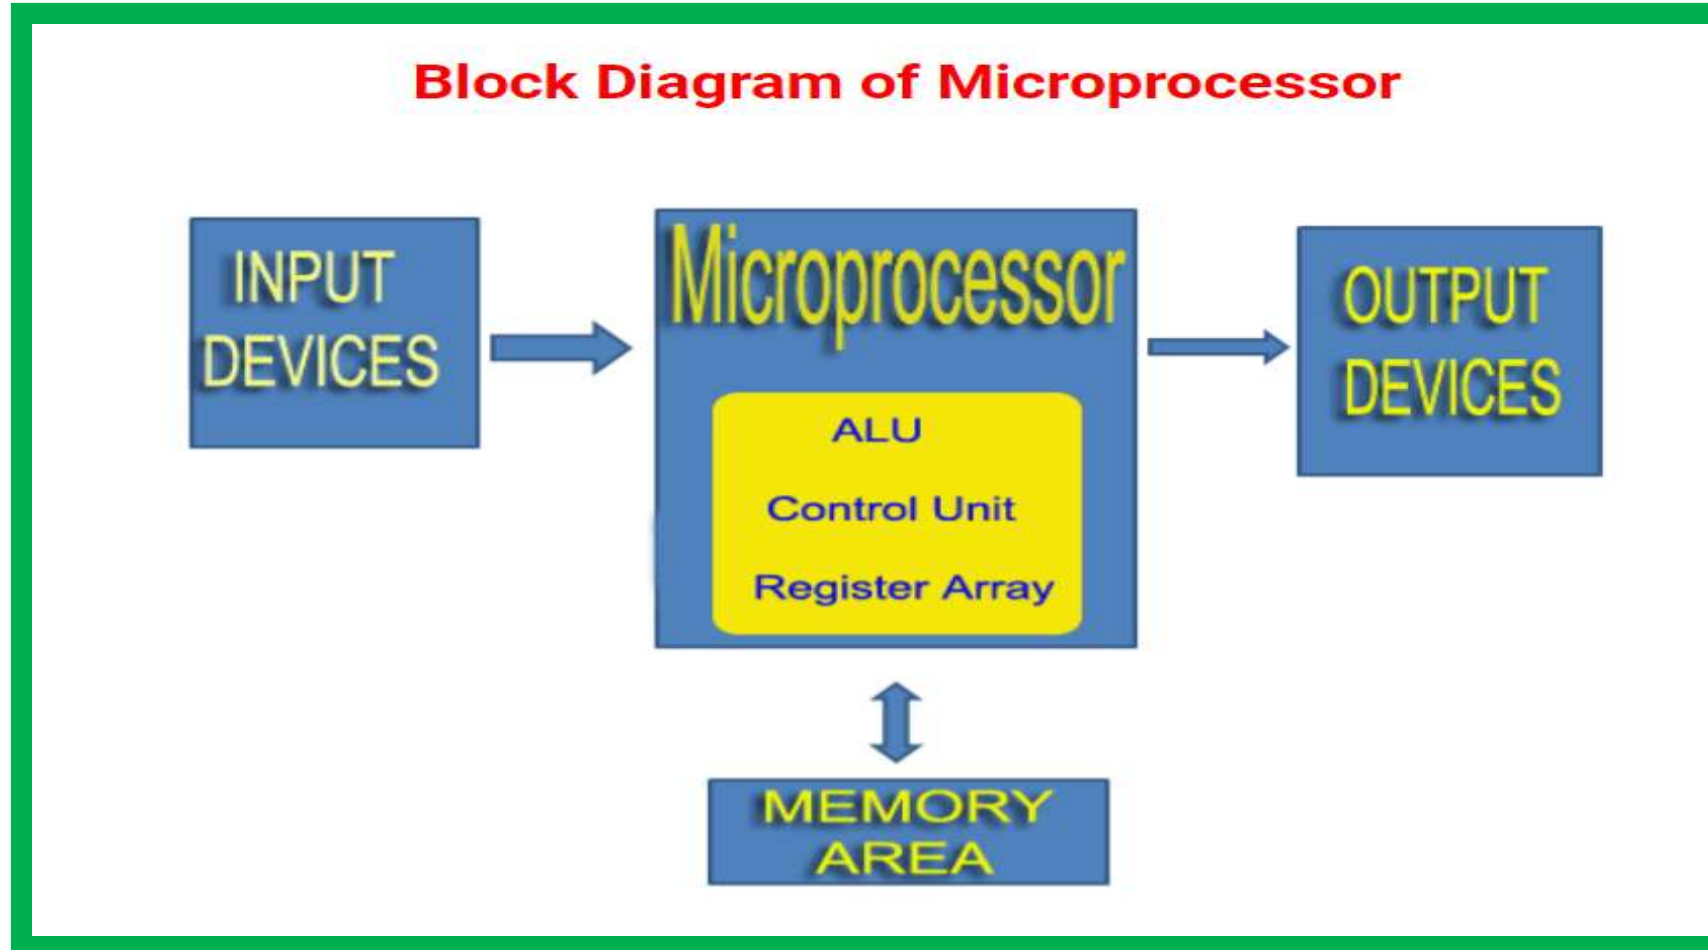 Block Diagram of Microprocessor
INPUT
DEVICES
Microprocessor
ALU
Control Unit
Register Array
OUTPUT
DEVICES
MEMORY
AREA